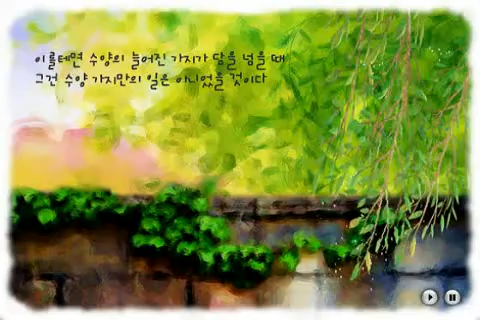 이를테면 수양의 늘어진 가지가 담을 넘을 때
그건 수양 가지만의 일은 아니었을 것이다